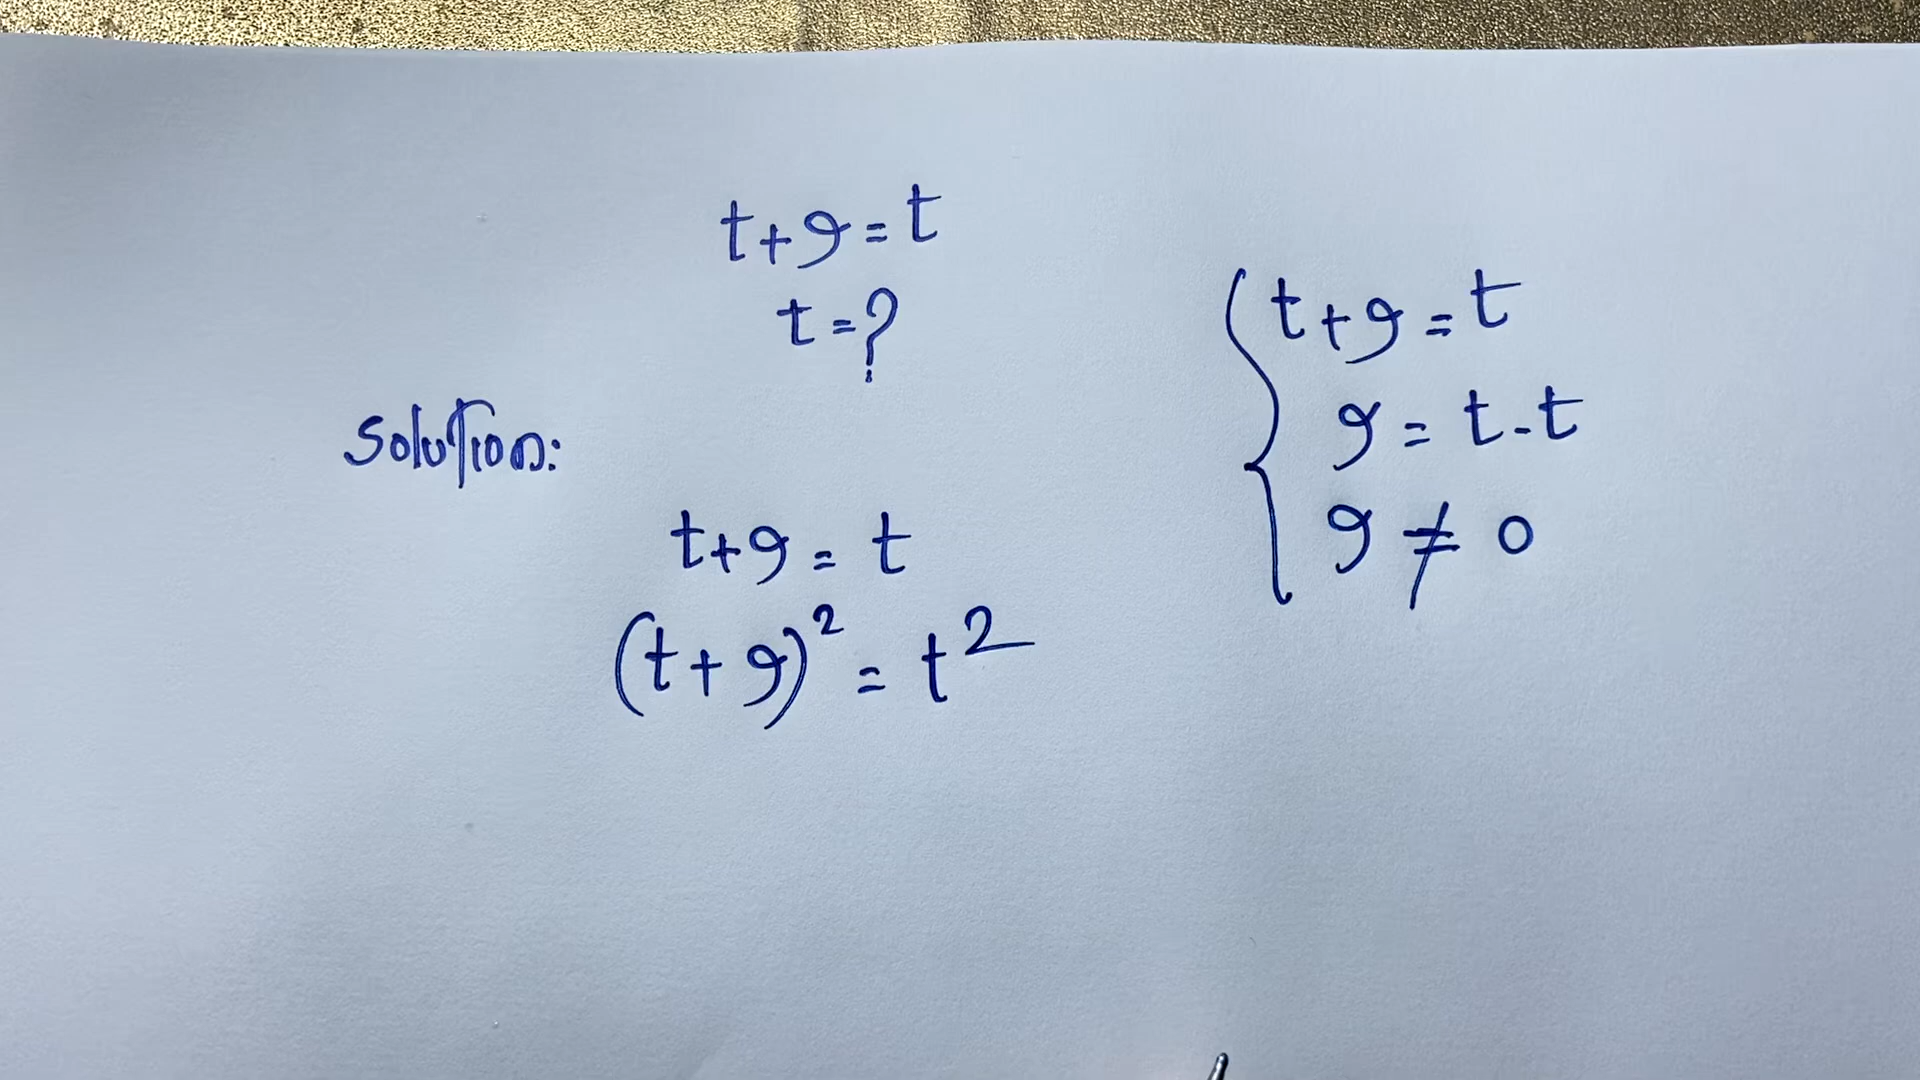 t+9=t
t=?
Solution:
t+9=t
(t+9)²=t²
t+9=t
9=t-t
9≠0